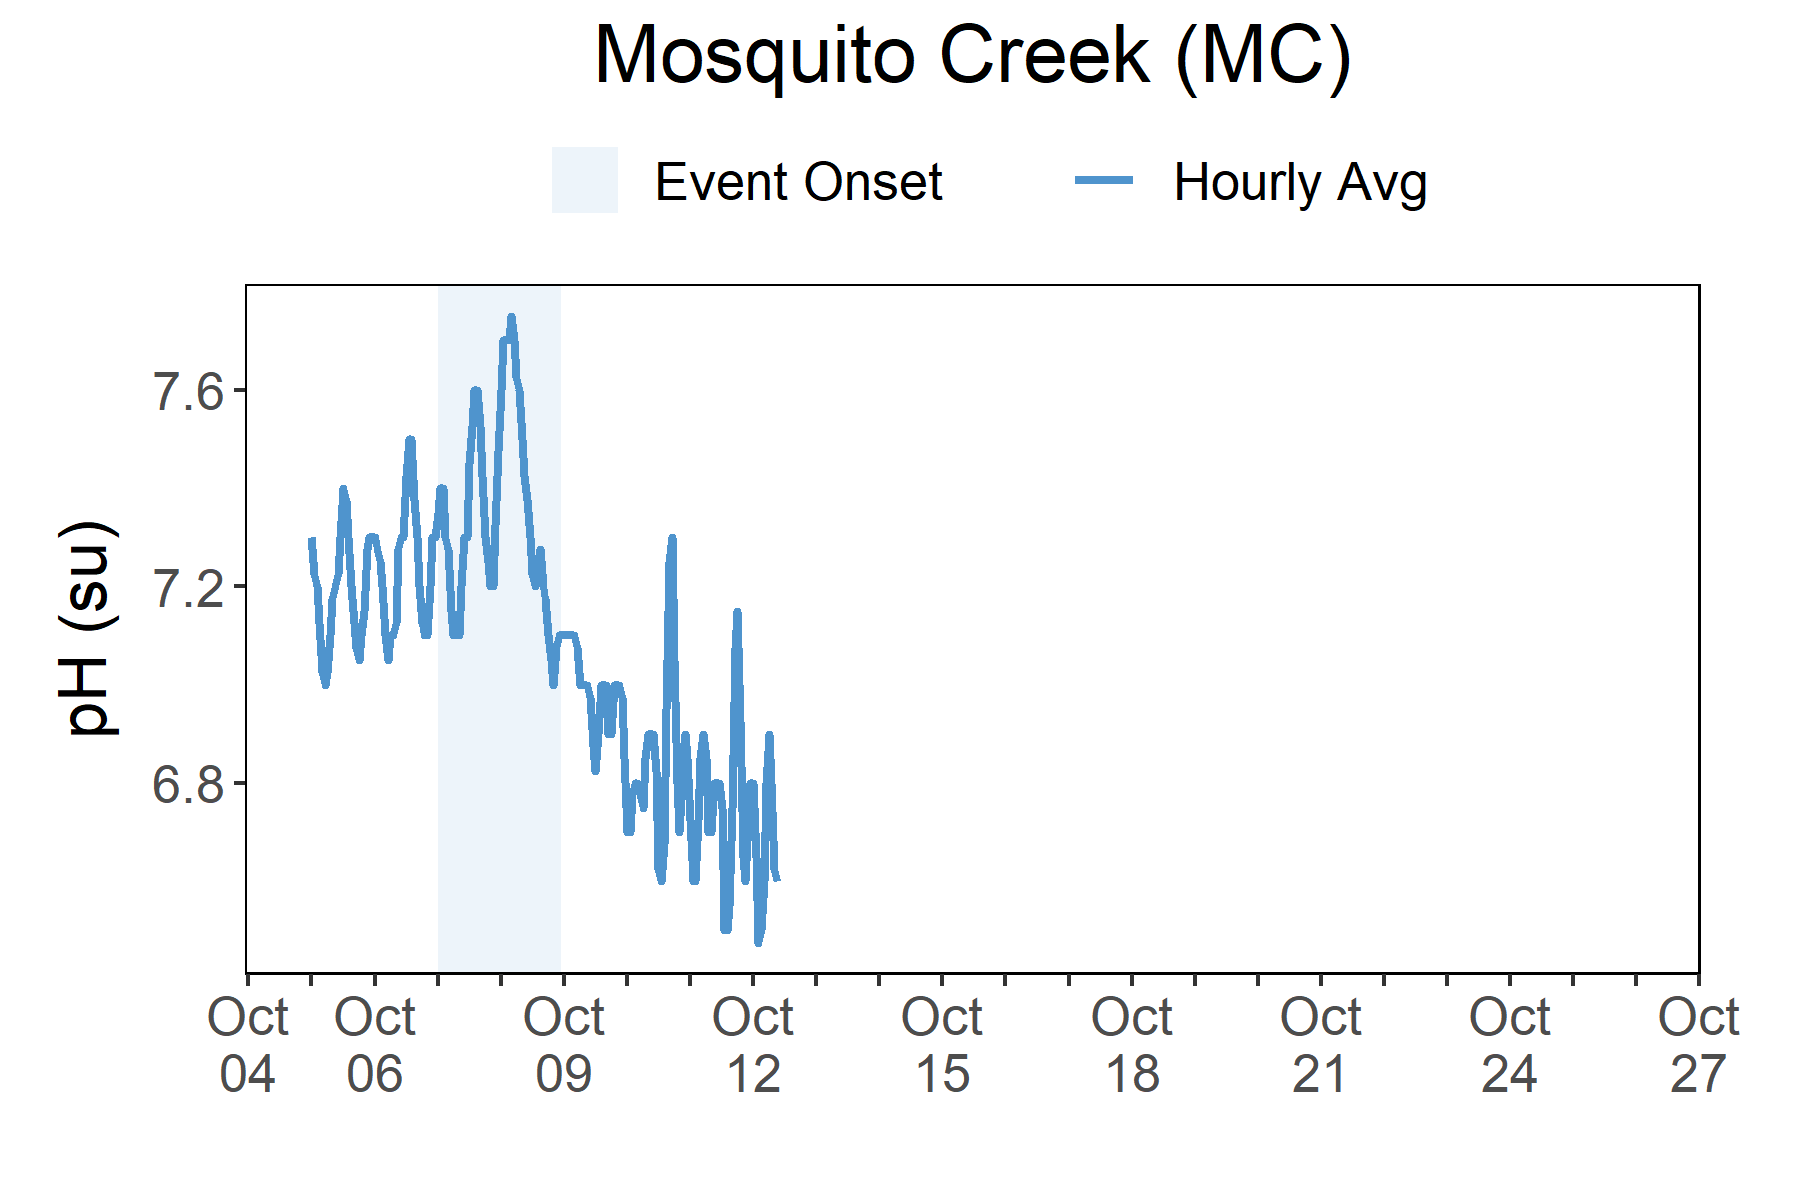 Mosquito Creek (MC)
Event Onset
Hourly Avg
pH (su)
7.6
7.2
6.8
Oct 04
Oct 06
Oct 09
Oct 12
Oct 15
Oct 18
Oct 21
Oct 24
Oct 27